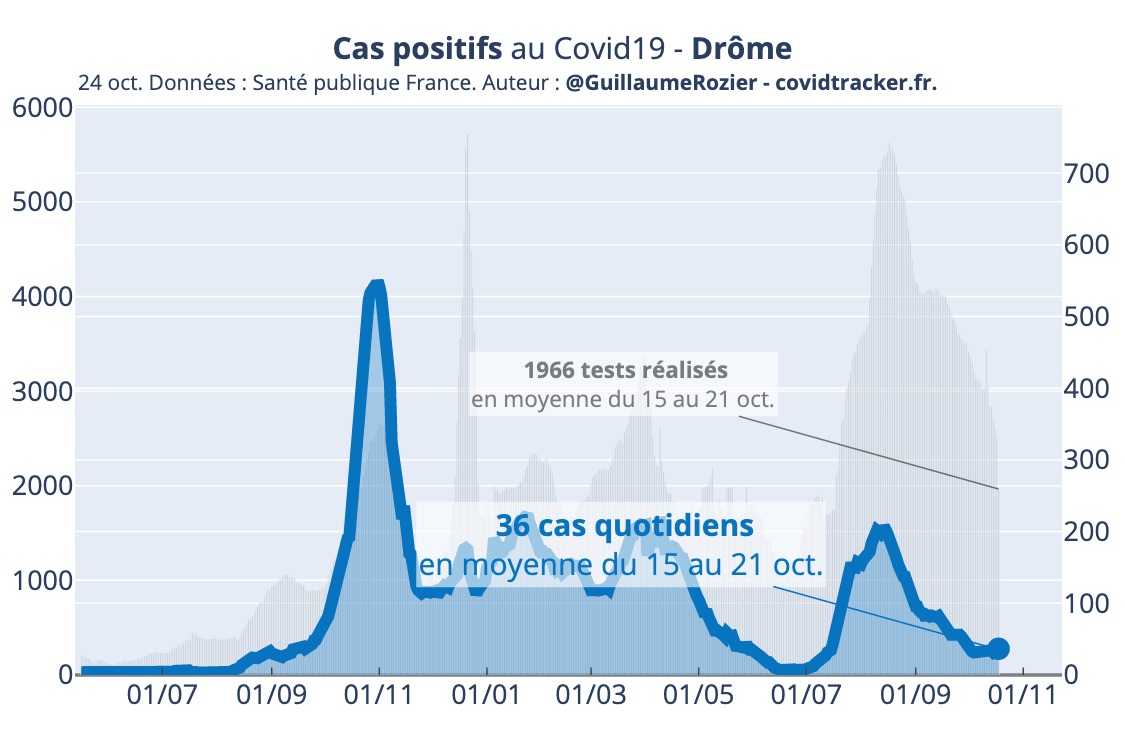 Cas positifs au Covid19 - Drôme
24 oct. Données : Santé publique France. Auteur : @GuillaumeRozier - covidtracker.fr.
6000
5000
4000
3000
2000
1000
0
700
600
500
400
300
200
100
0
1966 tests réalisés
en moyenne du 15 au 21 oct.
36 cas quotidiens
en moyenne du 15 au 21 oct.
01/07 01/09 01/11 01/01 01/03 01/05 01/07 01/09 01/11